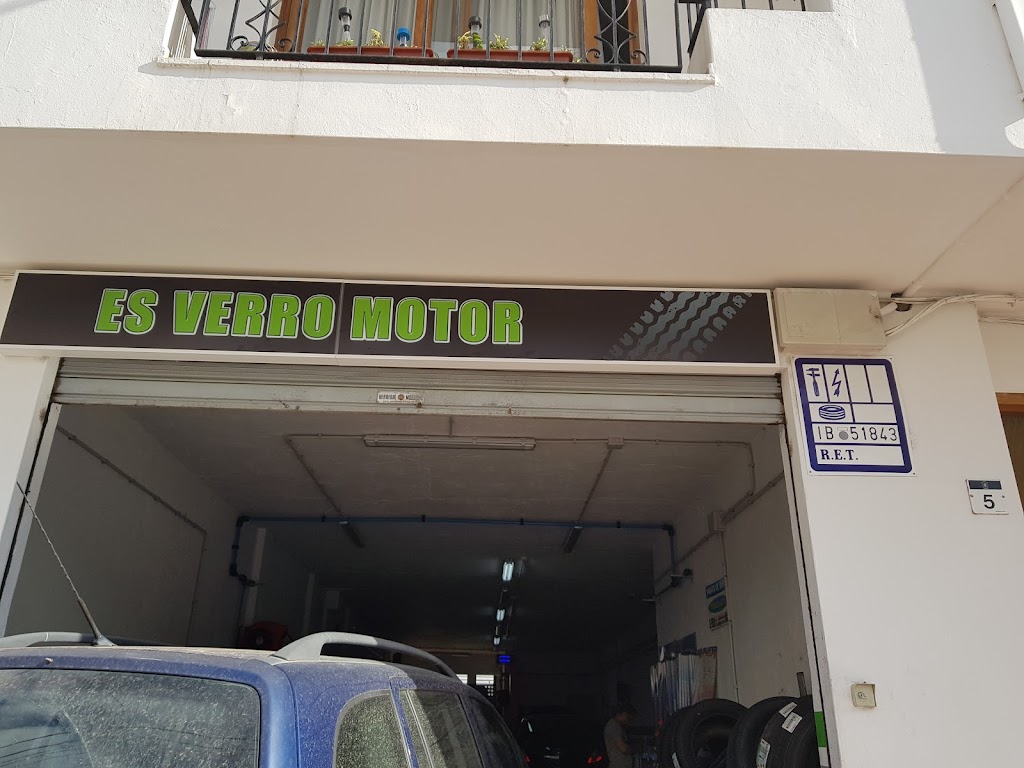 ES VERRO MOTOR
IB 51843
R.E.T.
5